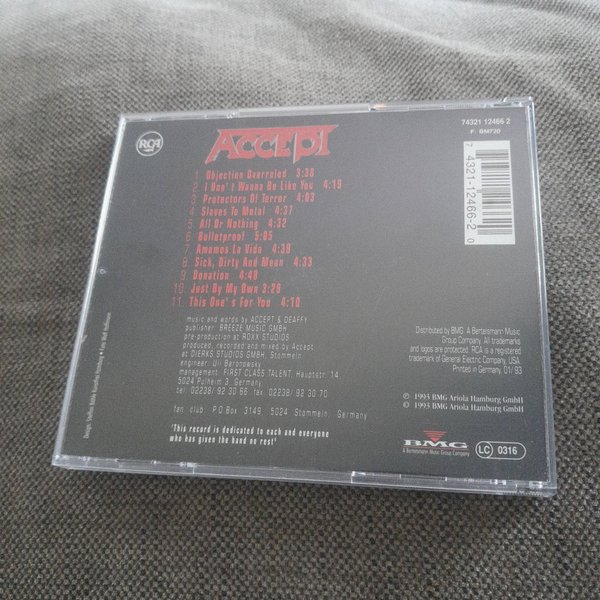 RCA
ACCEPT
74321 12466 2
F: BM720
7 4321-12466-2 0
1 Objection Overruled 3:38
2 I Don't Wanna Be Like You 4:19
3 Protectors Of Terror 4:03
4 Slaves To Metal 4:37
5 All Or Nothing 4:32
6 Bulletproof 5:05
7 Amamos La Vida 4:39
8 Sick, Dirty And Mean 4:33
9 Donation 4:48
10 Just By My Own 3:26
11 This One's For You 4:10
music and words by ACCEPT & DEAFFY
publisher: BREEZE MUSIC GMBH
pre-production at ROXX STUDIOS
produced, recorded and mixed by Accept
at DIERKS STUDIOS GMBH, Stommeln
engineer: Uli Baronowsky
management: FIRST CLASS TALENT, Hauptstr. 14
5024 Pulheim 3, Germany
tel: 02238/92 30 66 fax: 02238/92 30 70
fan club: P.O.Box 3149, 5024 Stommeln, Germany
'This record is dedicated to each and everyone
who has given the band no rest'
Distributed by BMG. A Bertelsmann Music
Group Company. All trademarks
and logos are protected. RCA is a registered
trademark of General Electric Company, USA.
Printed in Germany. 01/93
℗ 1993 BMG Ariola Hamburg GmbH
© 1993 BMG Ariola Hamburg GmbH
BMG
A Bertelsmann Music Group Company
LC 0316